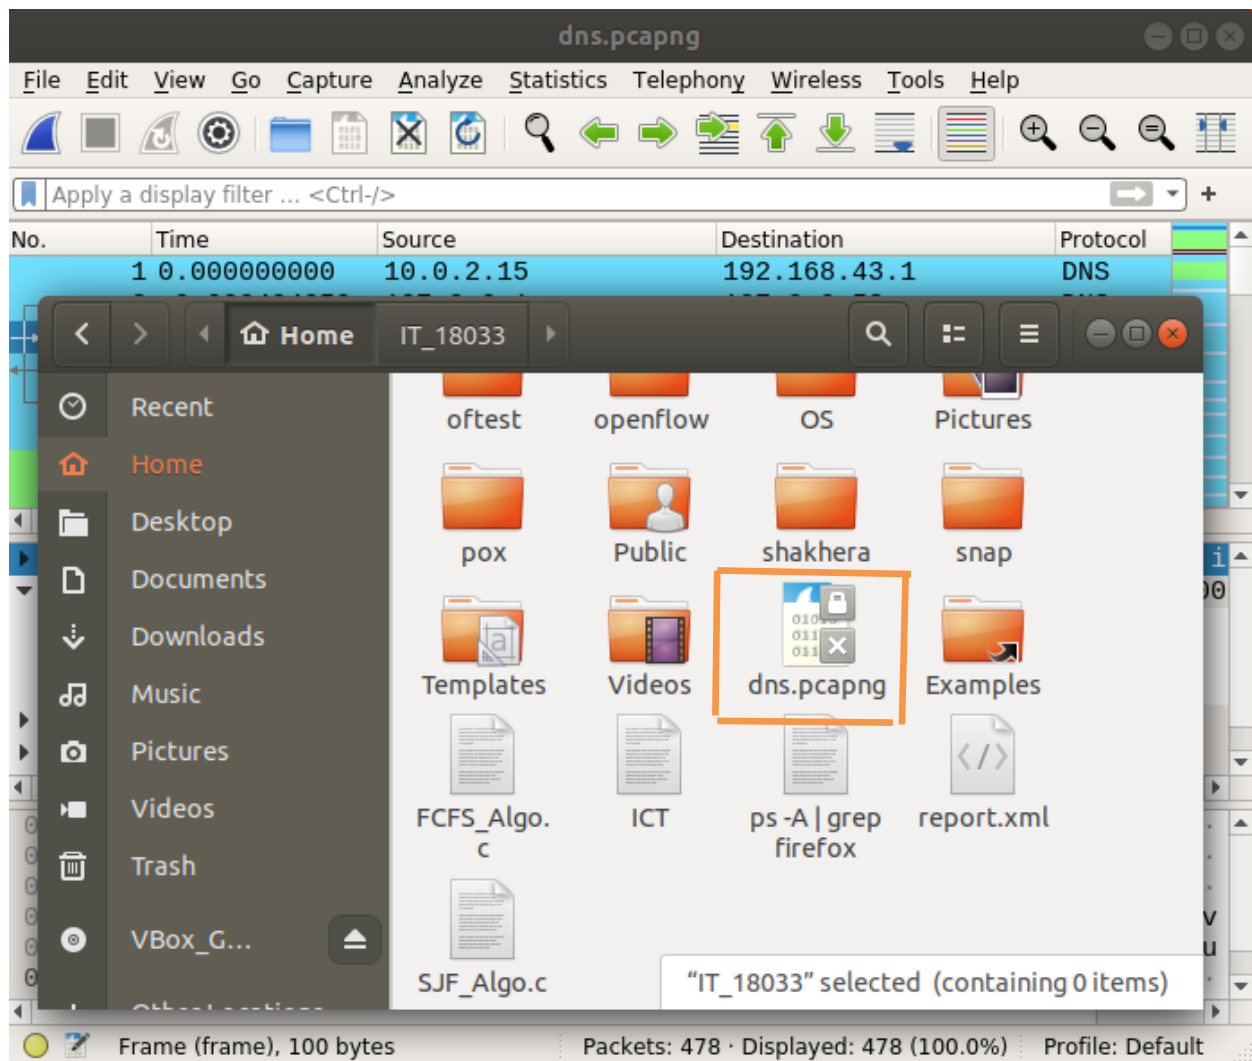 dns.pcapng
File Edit View Go Capture Analyze Statistics Telephony Wireless Tools Help
Apply a display filter ... <Ctrl-/>
No. Time Source Destination Protocol
1 0.000000000 10.0.2.15 192.168.43.1 DNS
Home IT_18033
Recent
Home
Desktop
Documents
Downloads
Music
Pictures
Videos
Trash
VBox_G...
oftest openflow OS Pictures
pox Public shakhera snap
Templates Videos dns.pcapng Examples
FCFS_Algo.
c
ICT
ps -A | grep
firefox
report.xml
SJF_Algo.c
“IT_18033” selected (containing 0 items)
Frame (frame), 100 bytes Packets: 478 · Displayed: 478 (100.0%) Profile: Default